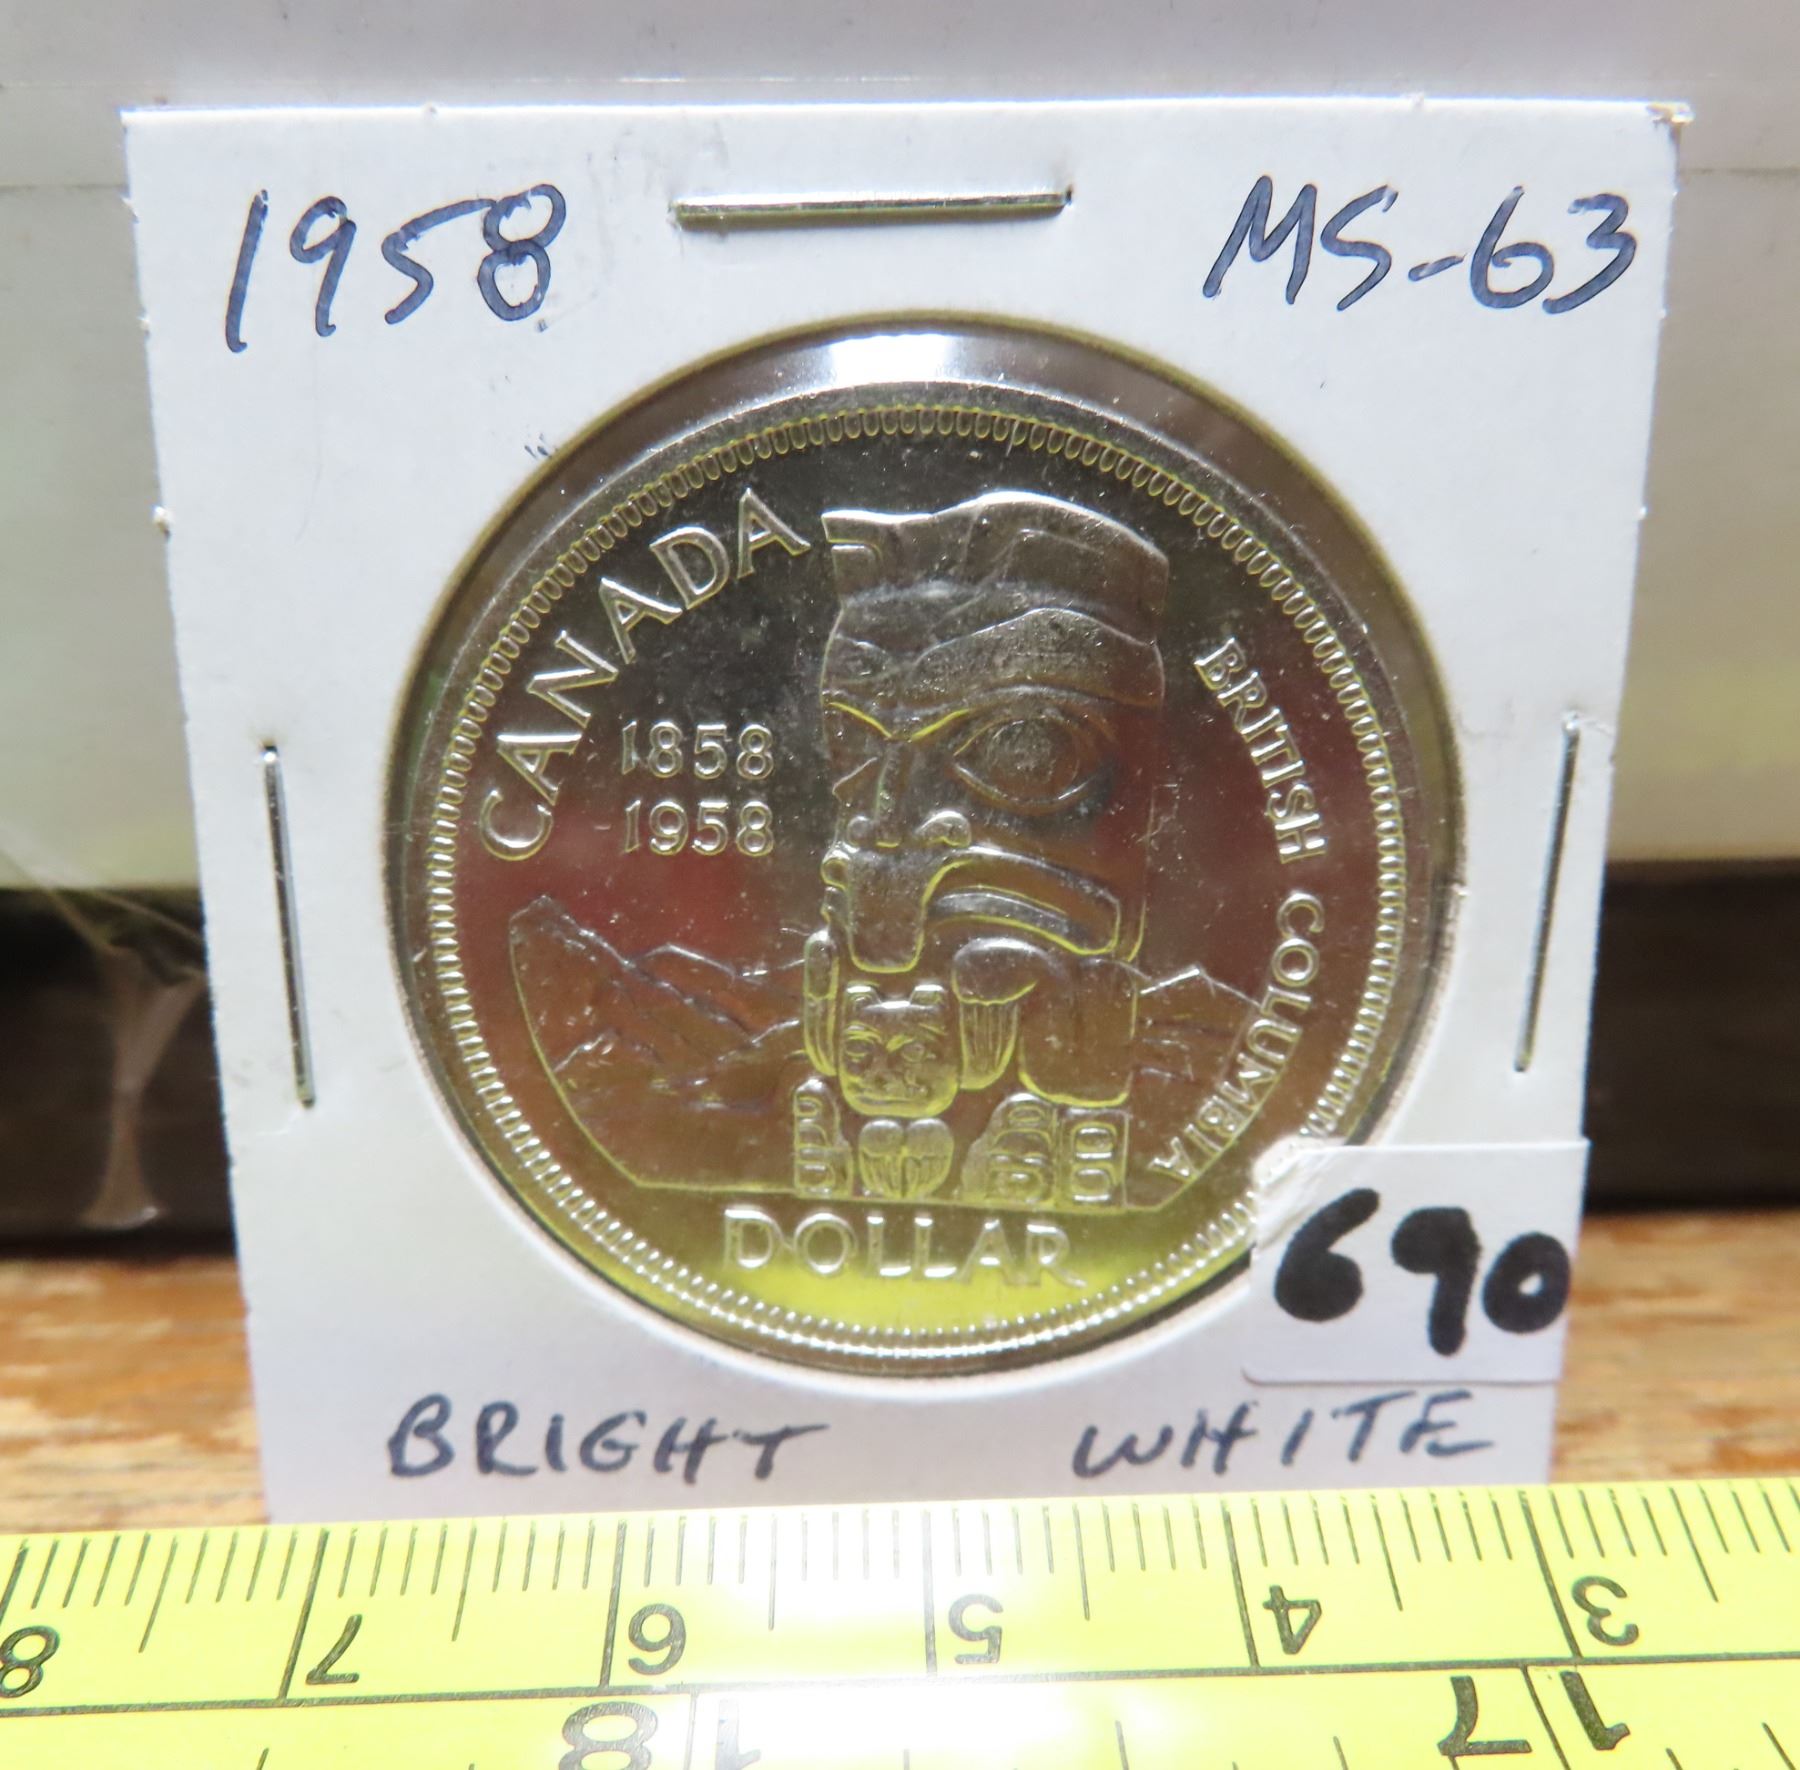 1958 MS-63
CANADA
1858
1958
BRITISH COLUMBIA
DOLLAR
690
BRIGHT WHITE
8 7 6 5 4 3
18 17